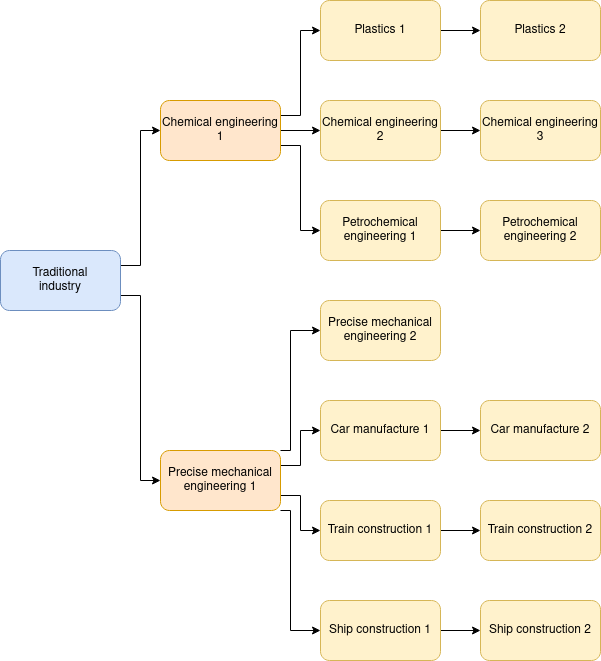 Plastics 1
Plastics 2
Chemical engineering
1
Chemical engineering
2
Chemical engineering
3
Petrochemical
engineering 1
Petrochemical
engineering 2
Traditional
industry
Precise mechanical
engineering 2
Car manufacture 1
Car manufacture 2
Precise mechanical
engineering 1
Train construction 1
Train construction 2
Ship construction 1
Ship construction 2